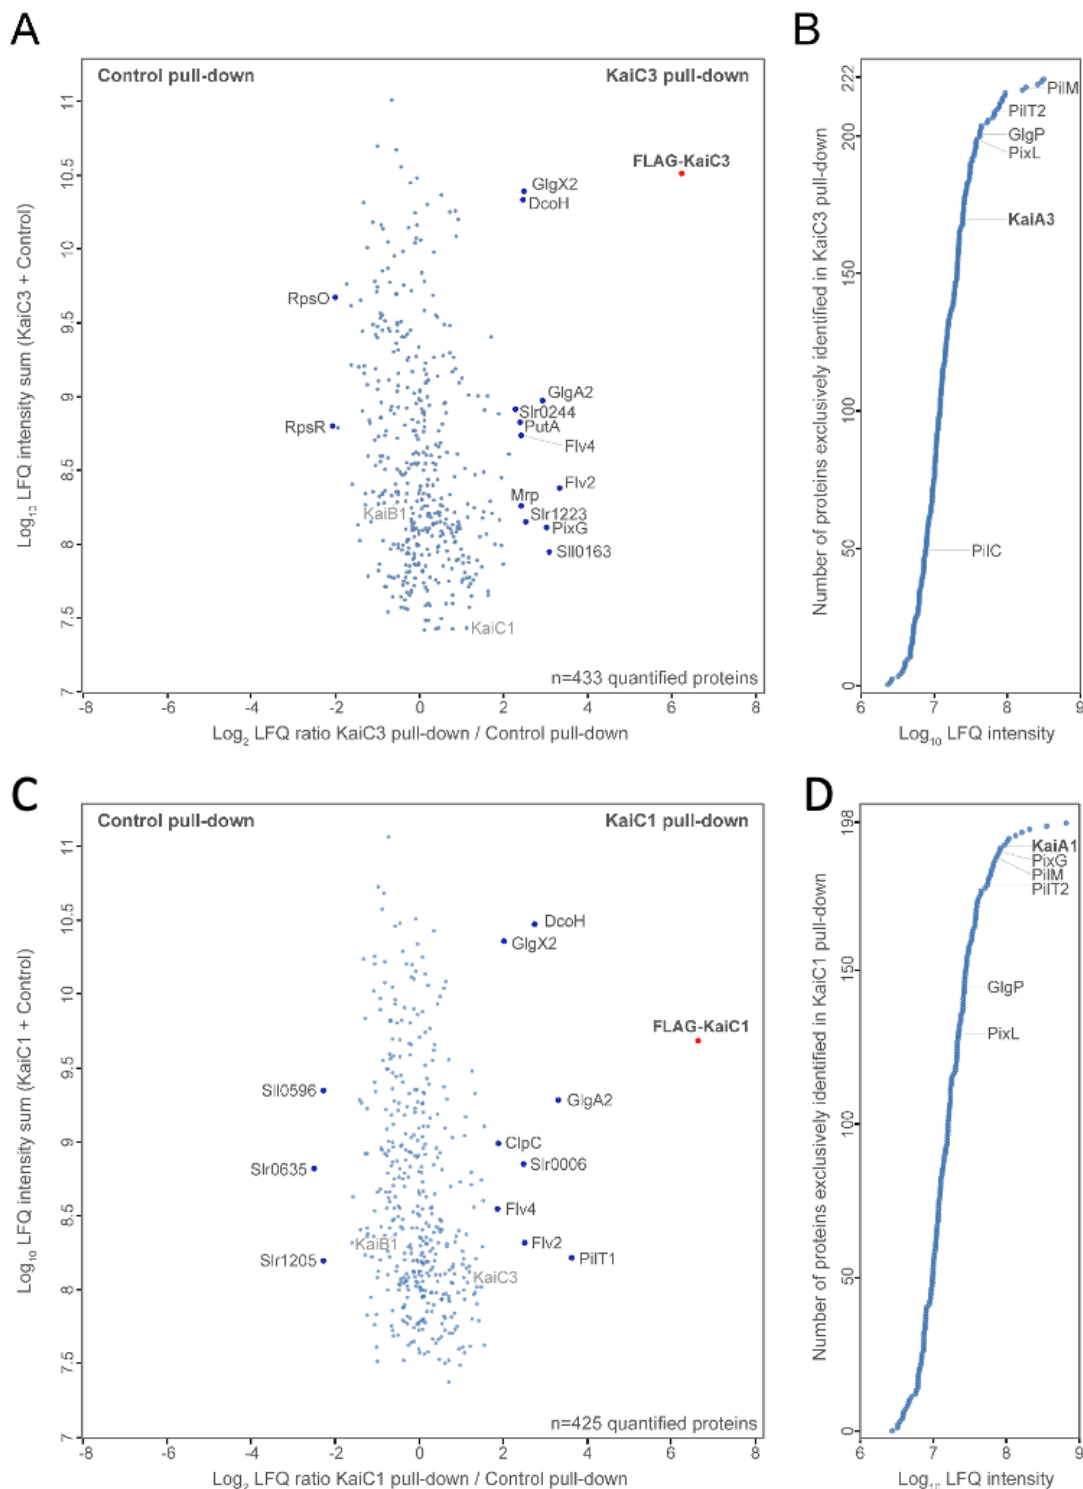 A
Control pull-down
KaiC3 pull-down
FLAG-KaiC3
GlgX2
DcoH
RpsO
GlgA2
Slr0244
PutA
RpsR
Flv4
Flv2
Mrp
KaiB1
Slr1223
PixG
Sll0163
KaiC1
n=433 quantified proteins
Log₁₀ LFQ intensity sum (KaiC3 + Control)
11
10.5
10
9.5
9
8.5
8
7.5
7
-8
-6
-4
-2
0
2
4
6
8
Log₂ LFQ ratio KaiC3 pull-down / Control pull-down
B
Number of proteins exclusively identified in KaiC3 pull-down
222
200
150
100
50
0
PilM
PilT2
GlgP
PixL
KaiA3
PilC
6
7
8
9
Log₁₀ LFQ intensity
C
Control pull-down
KaiC1 pull-down
DcoH
GlgX2
FLAG-KaiC1
Sll0596
GlgA2
ClpC
Slr0006
Slr0635
Flv4
KaiB1
Flv2
Slr1205
PilT1
KaiC3
n=425 quantified proteins
Log₁₀ LFQ intensity sum (KaiC1 + Control)
11
10.5
10
9.5
9
8.5
8
7.5
7
-8
-6
-4
-2
0
2
4
6
8
Log₂ LFQ ratio KaiC1 pull-down / Control pull-down
D
Number of proteins exclusively identified in KaiC1 pull-down
198
150
100
50
0
KaiA1
PixG
PilM
PilT2
GlgP
PixL
6
7
8
9
Log₁₀ LFQ intensity